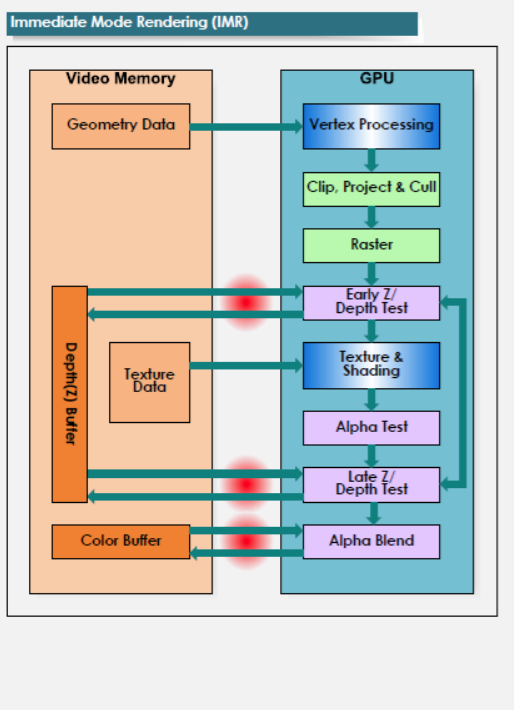 Immediate Mode Rendering (IMR)
Video Memory
GPU
Geometry Data
Vertex Processing
Clip, Project & Cull
Raster
Early Z/
Depth Test
Depth(Z) Buffer
Texture
Data
Texture &
Shading
Alpha Test
Late Z/
Depth Test
Color Buffer
Alpha Blend